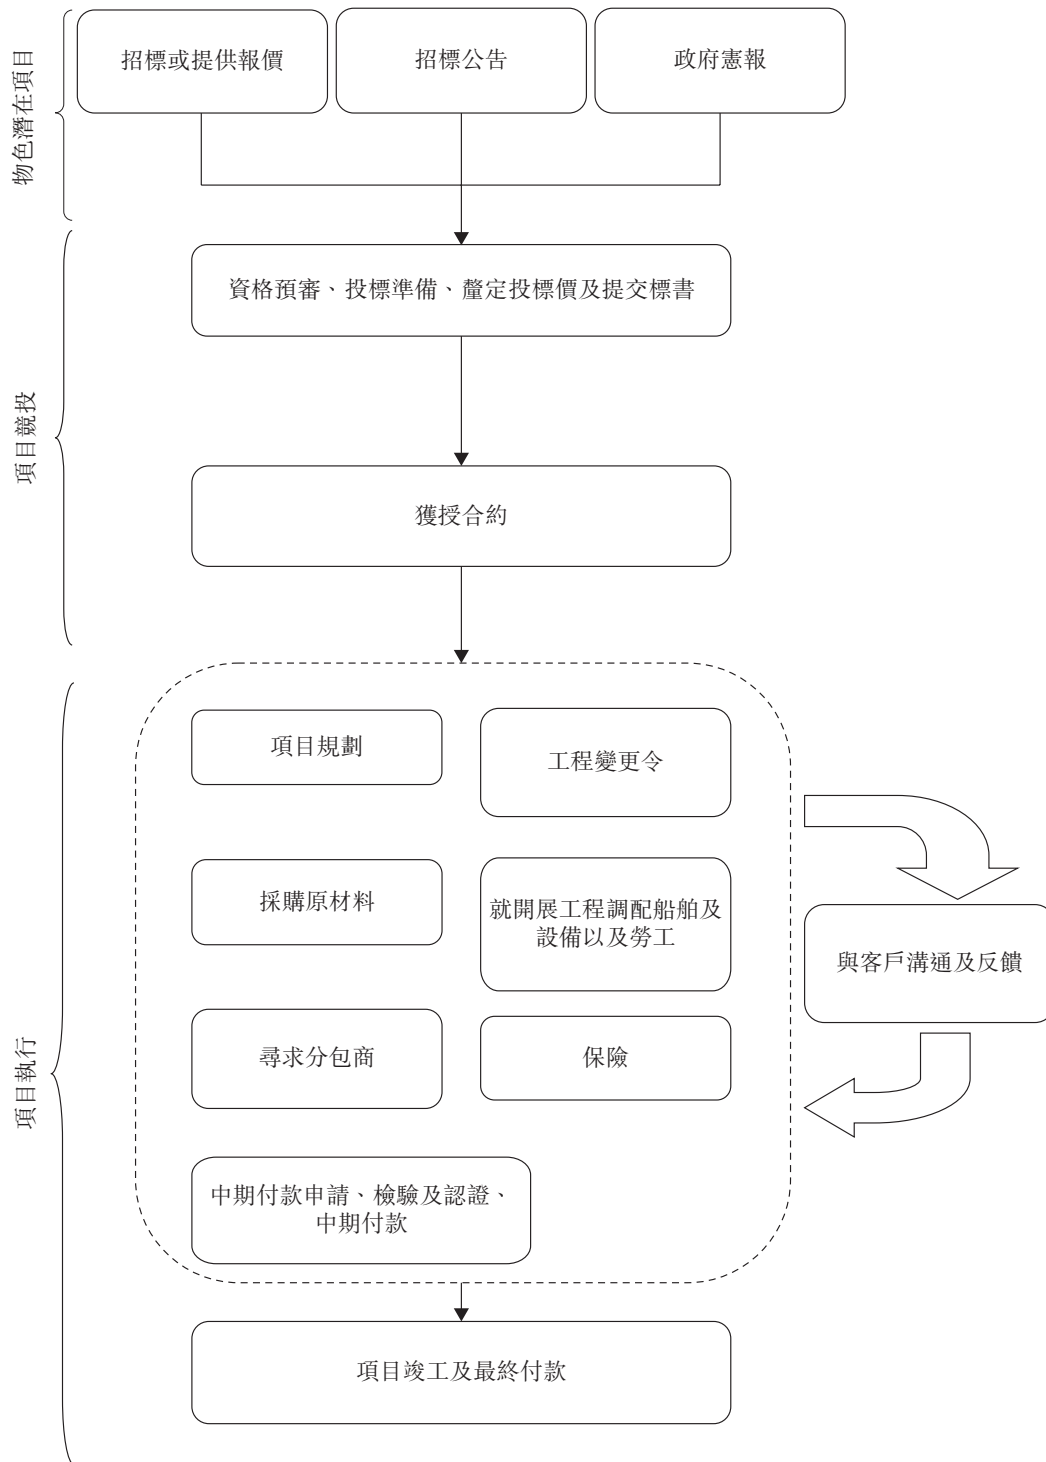 物色潛在項目
招標或提供報價
招標公告
政府憲報
項目競投
資格預審、投標準備、釐定投標價及提交標書
獲授合約
項目執行
項目規劃
工程變更令
採購原材料
就開展工程調配船舶及
設備以及勞工
與客戶溝通及反饋
尋求分包商
保險
中期付款申請、檢驗及認證、
中期付款
項目竣工及最終付款